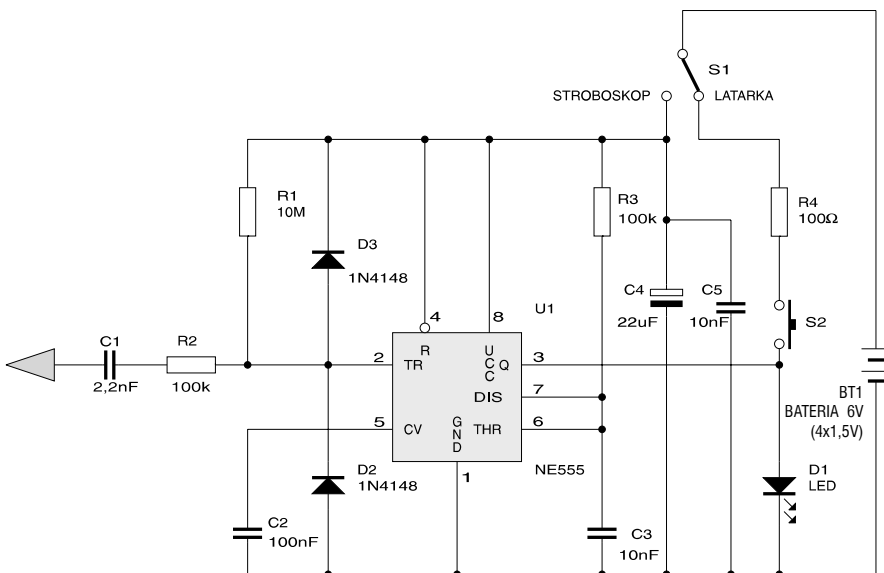 S1
STROBOSKOP
LATARKA
R1
10M
R3
100k
R4
100Ω
D3
1N4148
C4
22uF
C5
10nF
S2
4
8
U1
C1
2,2nF
R2
100k
2
TR
R
UCC
Q
3
DIS
7
5
CV
GND
THR
6
1
NE555
BT1
BATERIA 6V
(4x1,5V)
D2
1N4148
D1
LED
C2
100nF
C3
10nF